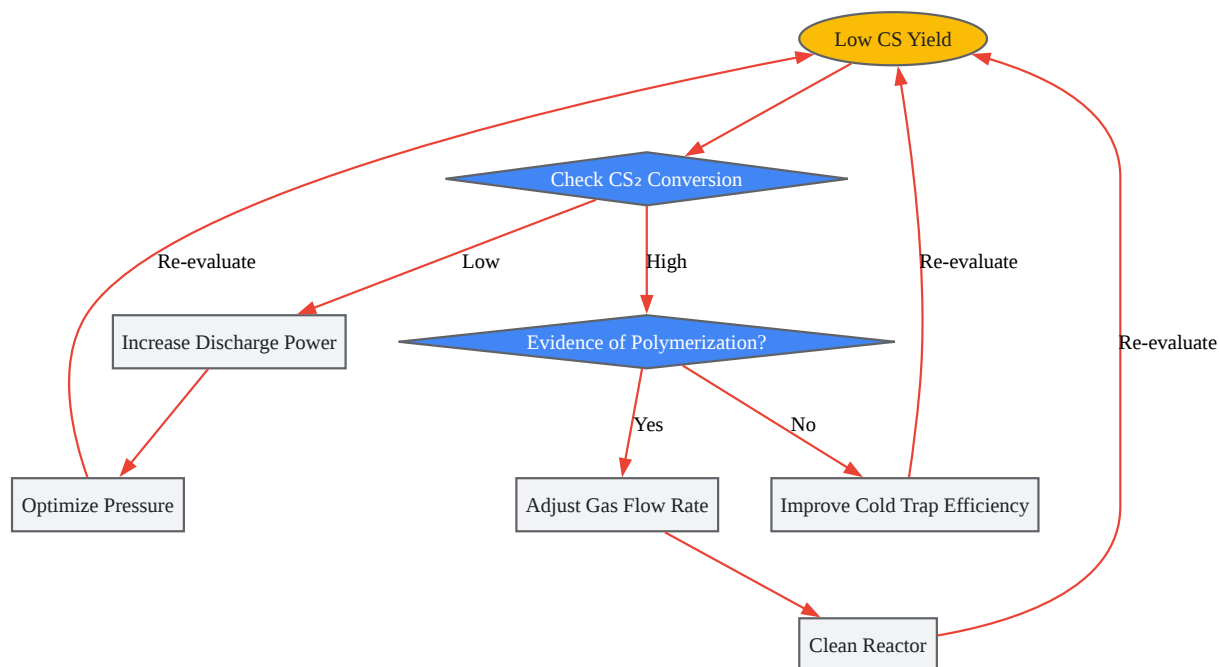 Low CS Yield
Check CS₂ Conversion
Re-evaluate
Low
High
Re-evaluate
Increase Discharge Power
Evidence of Polymerization?
Re-evaluate
Yes
No
Optimize Pressure
Adjust Gas Flow Rate
Improve Cold Trap Efficiency
Clean Reactor